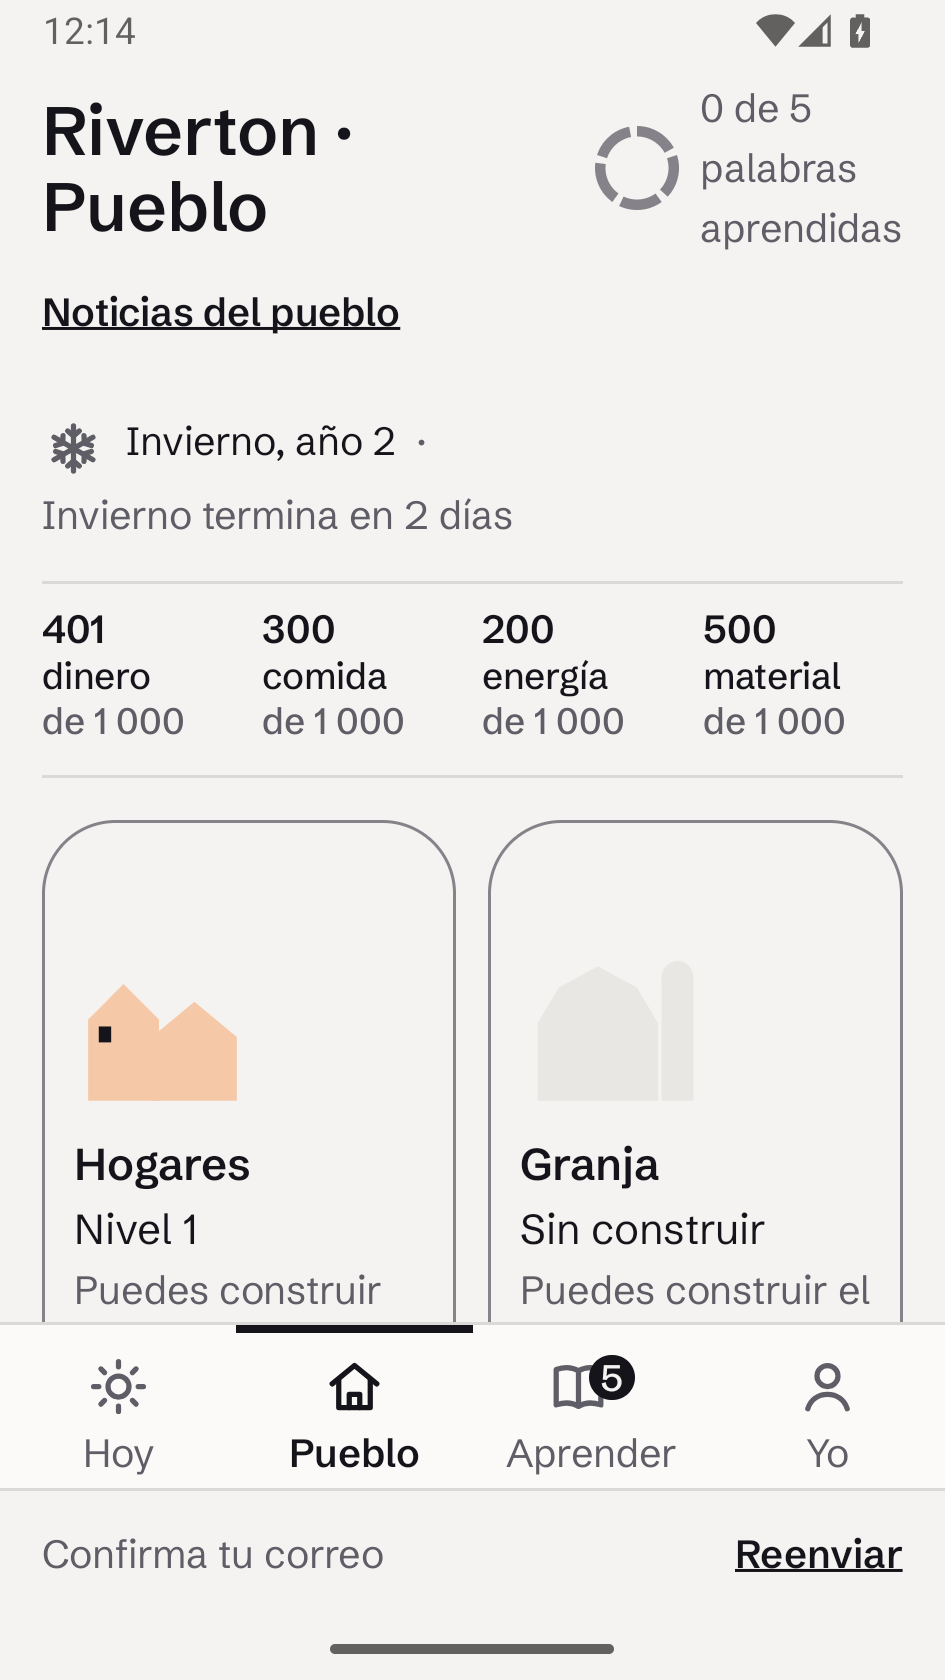 12:14
Riverton ·
Pueblo
0 de 5
palabras
aprendidas
Noticias del pueblo
Invierno, año 2 ·
Invierno termina en 2 días
401
dinero
de 1 000
300
comida
de 1 000
200
energía
de 1 000
500
material
de 1 000
Hogares
Nivel 1
Puedes construir
Granja
Sin construir
Puedes construir el
Hoy
Pueblo
5
Aprender
Yo
Confirma tu correo
Reenviar